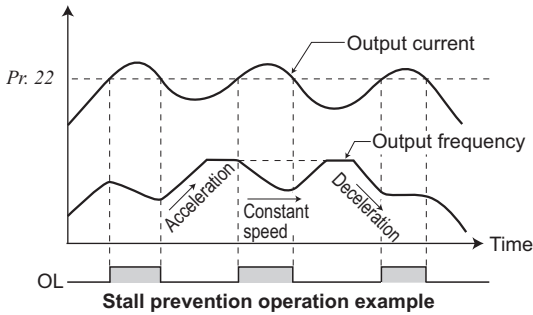 Output current
Pr. 22
Output frequency
Acceleration
Constant
speed
Deceleration
Time
OL
Stall prevention operation example